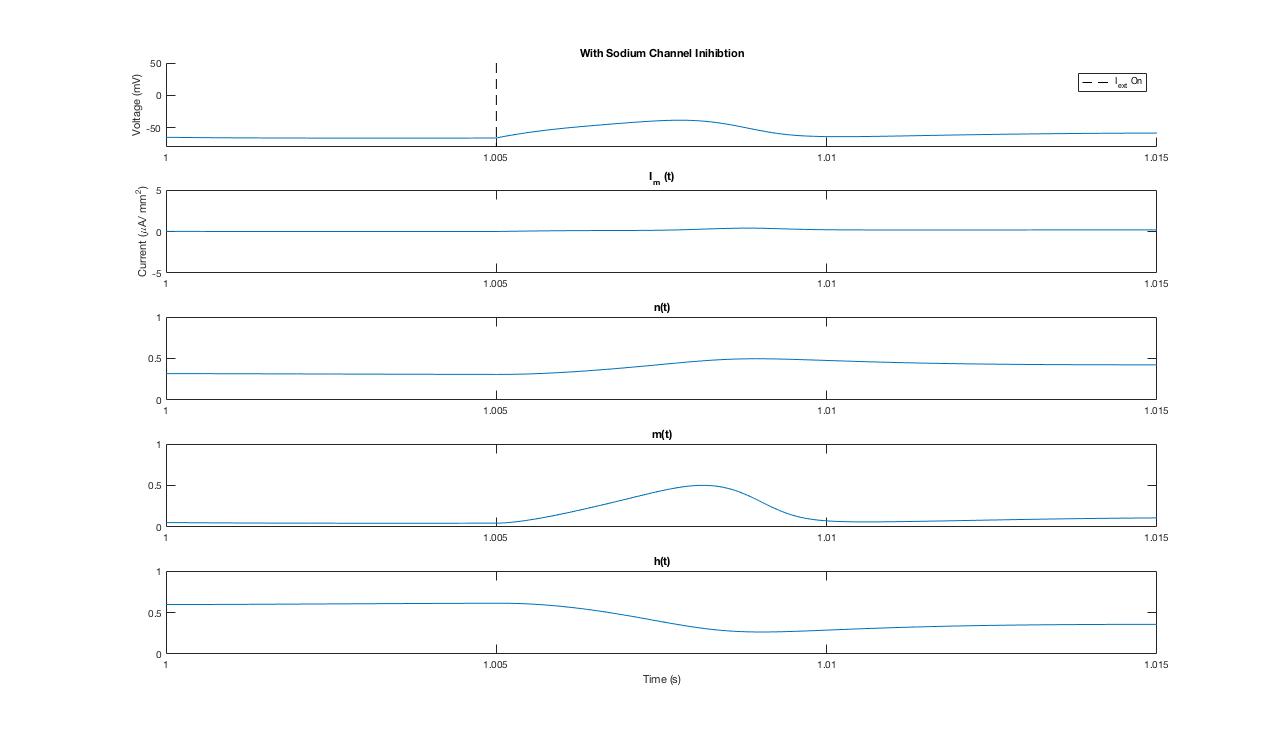 With Sodium Channel Inihibtion
Voltage (mV)
50
0
-50
I_ext On
1 1.005 1.01 1.015
I_m (t)
Current (μA/ mm²)
5
0
-5
1 1.005 1.01 1.015
n(t)
1
0.5
0
1 1.005 1.01 1.015
m(t)
1
0.5
0
1 1.005 1.01 1.015
h(t)
1
0.5
0
1 1.005 1.01 1.015
Time (s)